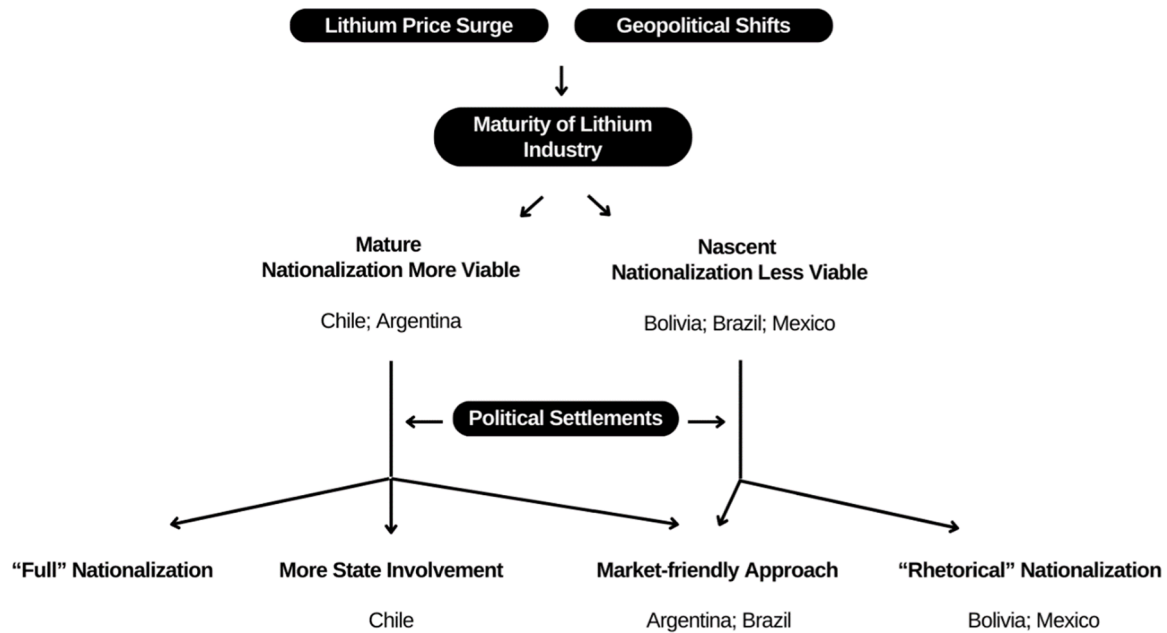 Lithium Price Surge
Geopolitical Shifts
Maturity of Lithium
Industry
Mature
Nationalization More Viable
Nascent
Nationalization Less Viable
Chile; Argentina
Bolivia; Brazil; Mexico
Political Settlements
“Full” Nationalization
More State Involvement
Market-friendly Approach
“Rhetorical” Nationalization
Chile
Argentina; Brazil
Bolivia; Mexico